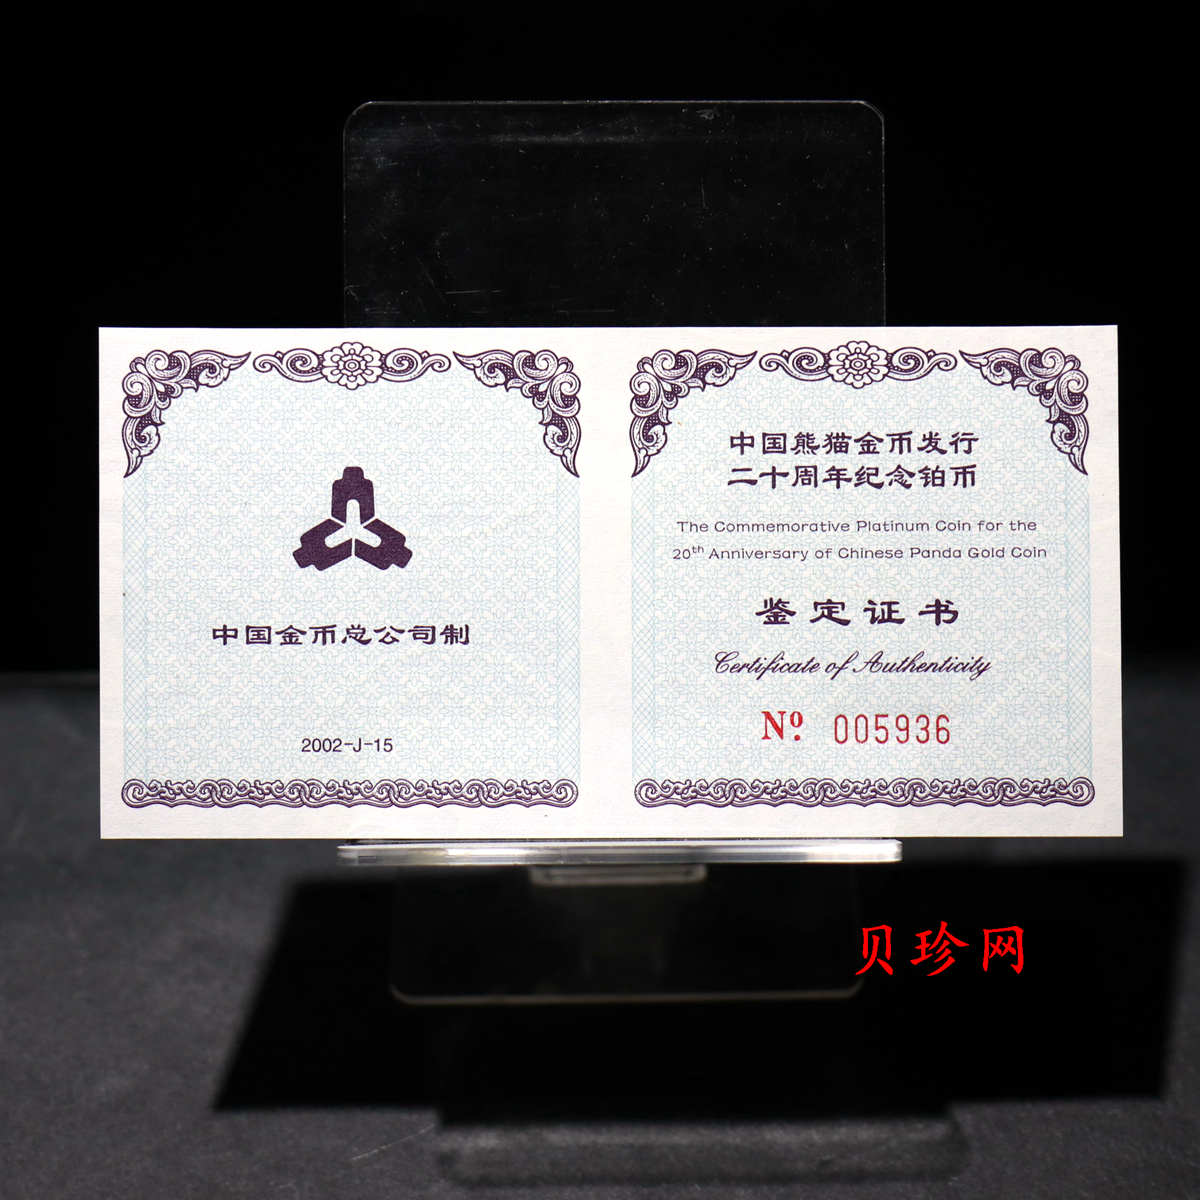 中国金币总公司制
2002-J-15
中国熊猫金币发行
二十周年纪念铂币
The Commemorative Platinum Coin for the
20th Anniversary of Chinese Panda Gold Coin
鉴定证书
Certificate of Authenticity
Nº 005936
贝珍网